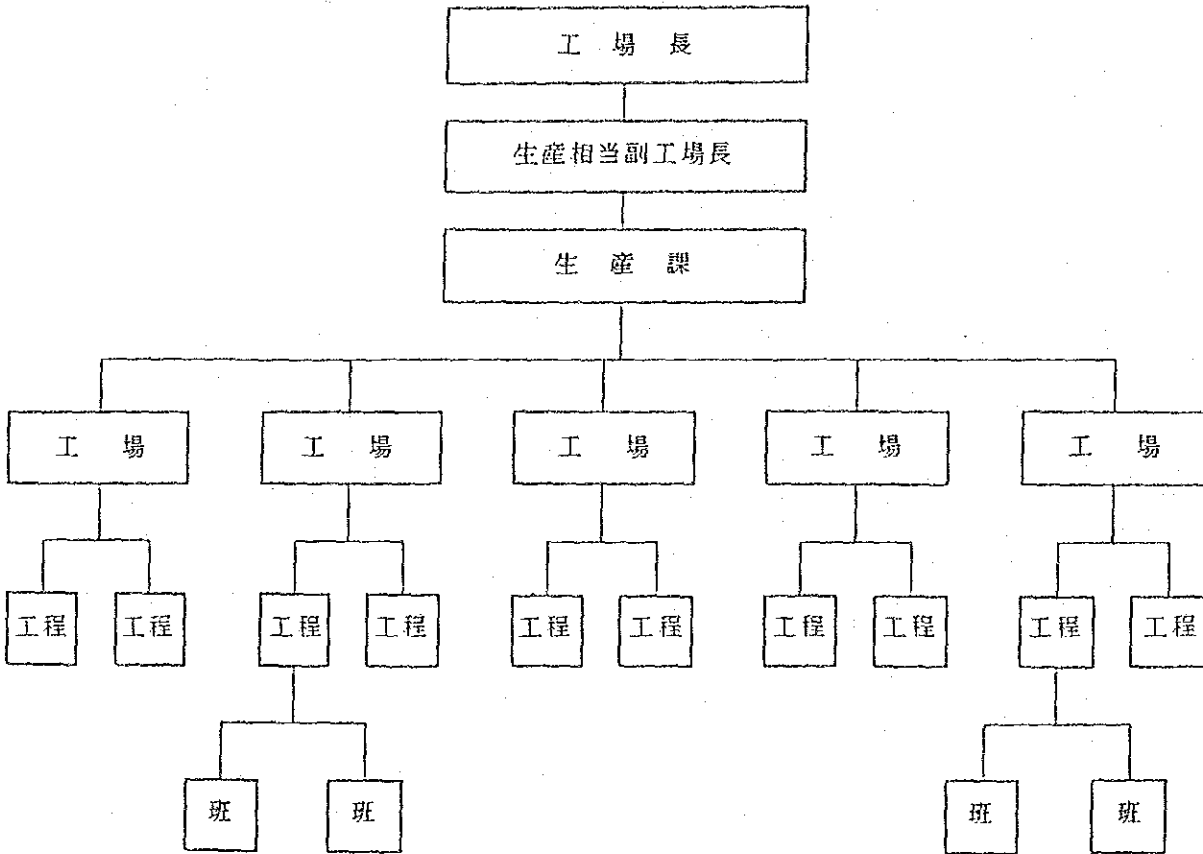 工場長
生産相当副工場長
生産課
工場 工場 工場 工場 工場
工程 工程 工程 工程 工程 工程 工程 工程 工程 工程
班 班 班 班